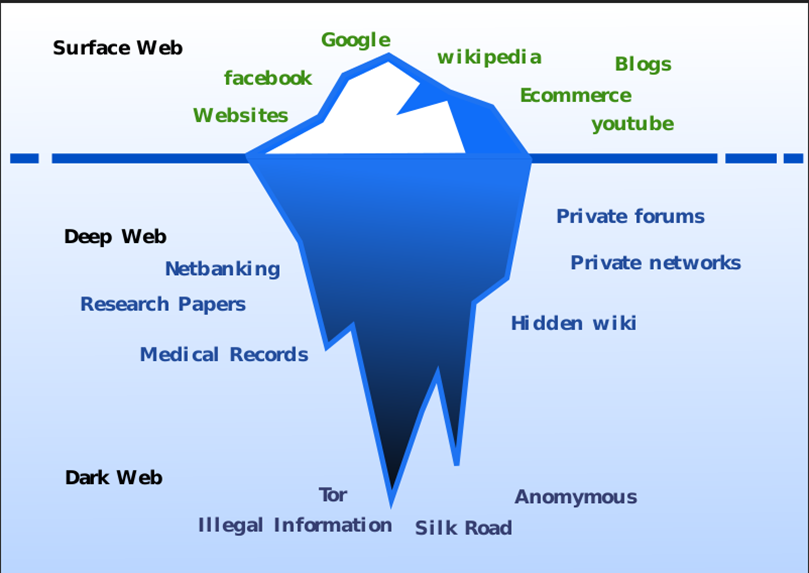 Surface Web
Google
wikipedia
Blogs
facebook
Ecommerce
Websites
youtube
Deep Web
Private forums
Netbanking
Private networks
Research Papers
Hidden wiki
Medical Records
Dark Web
Tor
Anomymous
Illegal Information
Silk Road